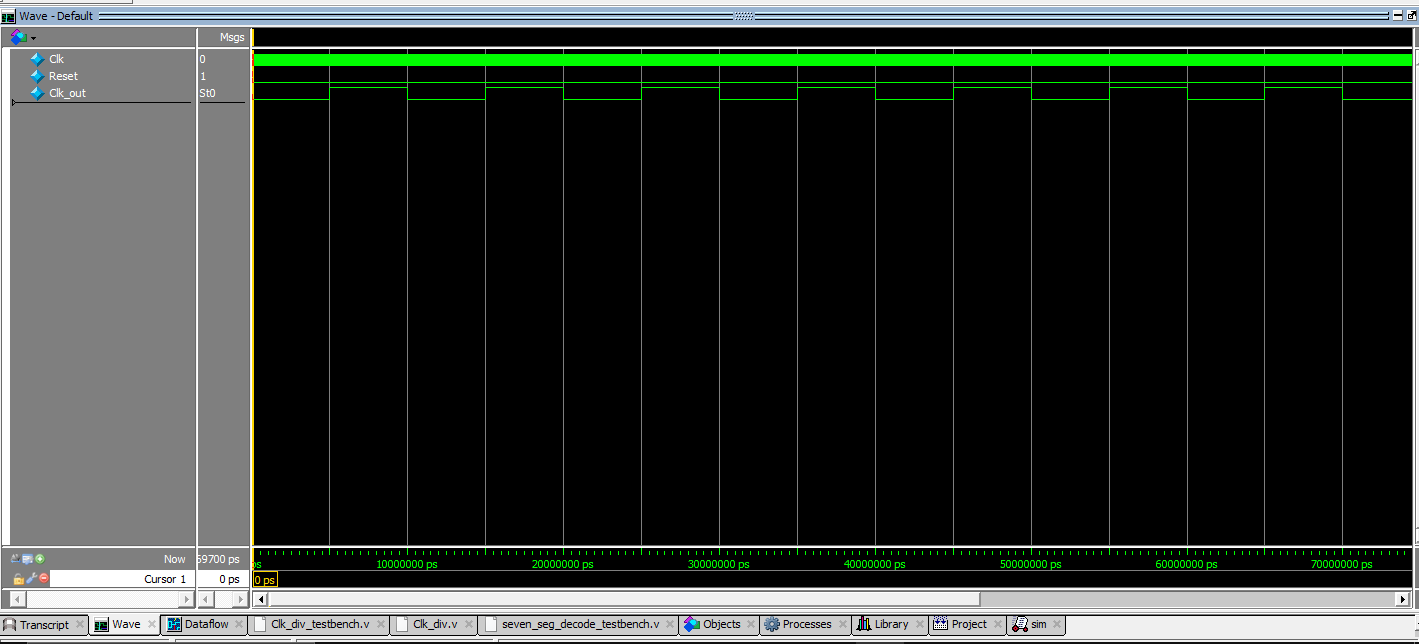 Wave - Default
Msgs
Clk 0
Reset 1
Clk_out St0
Now 59700 ps
ps 10000000 ps 20000000 ps 30000000 ps 40000000 ps 50000000 ps 60000000 ps 70000000 ps
Cursor 1 0 ps 0 ps
Transcript Wave Dataflow Clk_div_testbench.v Clk_div.v seven_seg_decode_testbench.v Objects Processes Library Project sim